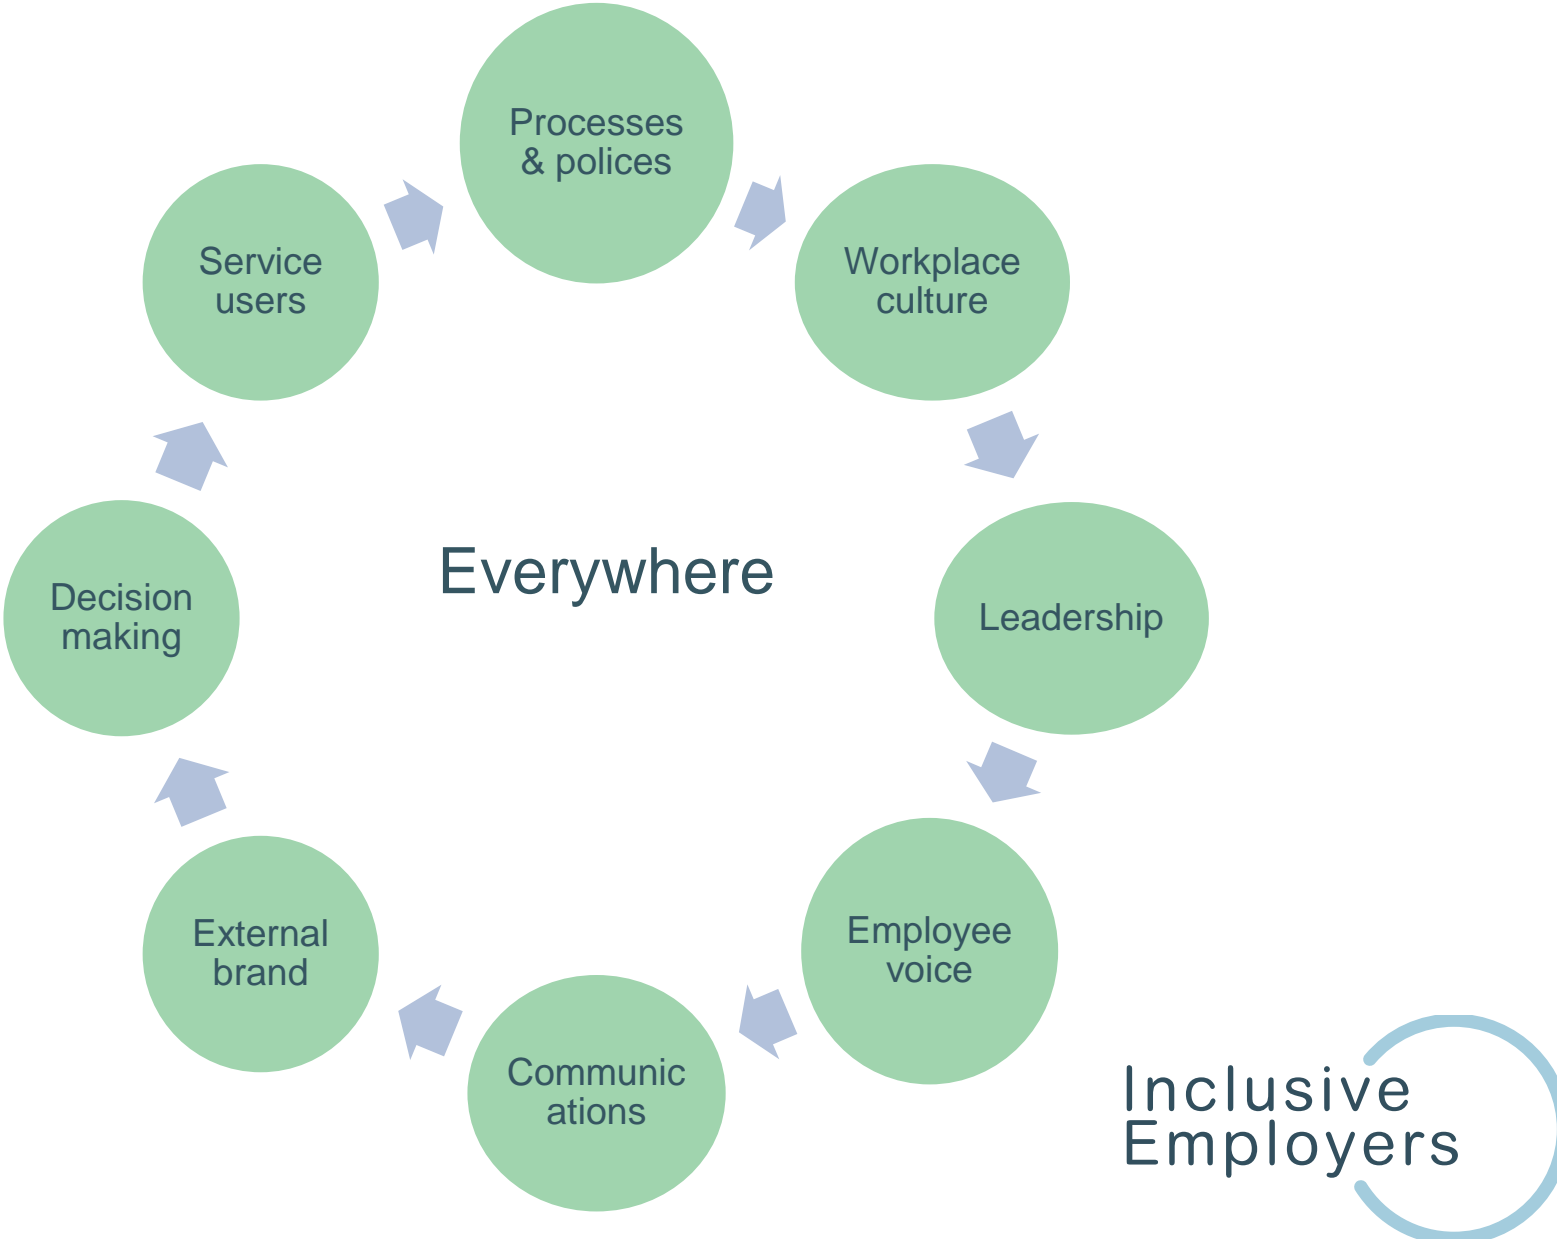 Processes
& polices
Workplace
culture
Leadership
Employee
voice
Communic
ations
External
brand
Decision
making
Service
users
Everywhere
Inclusive
Employers